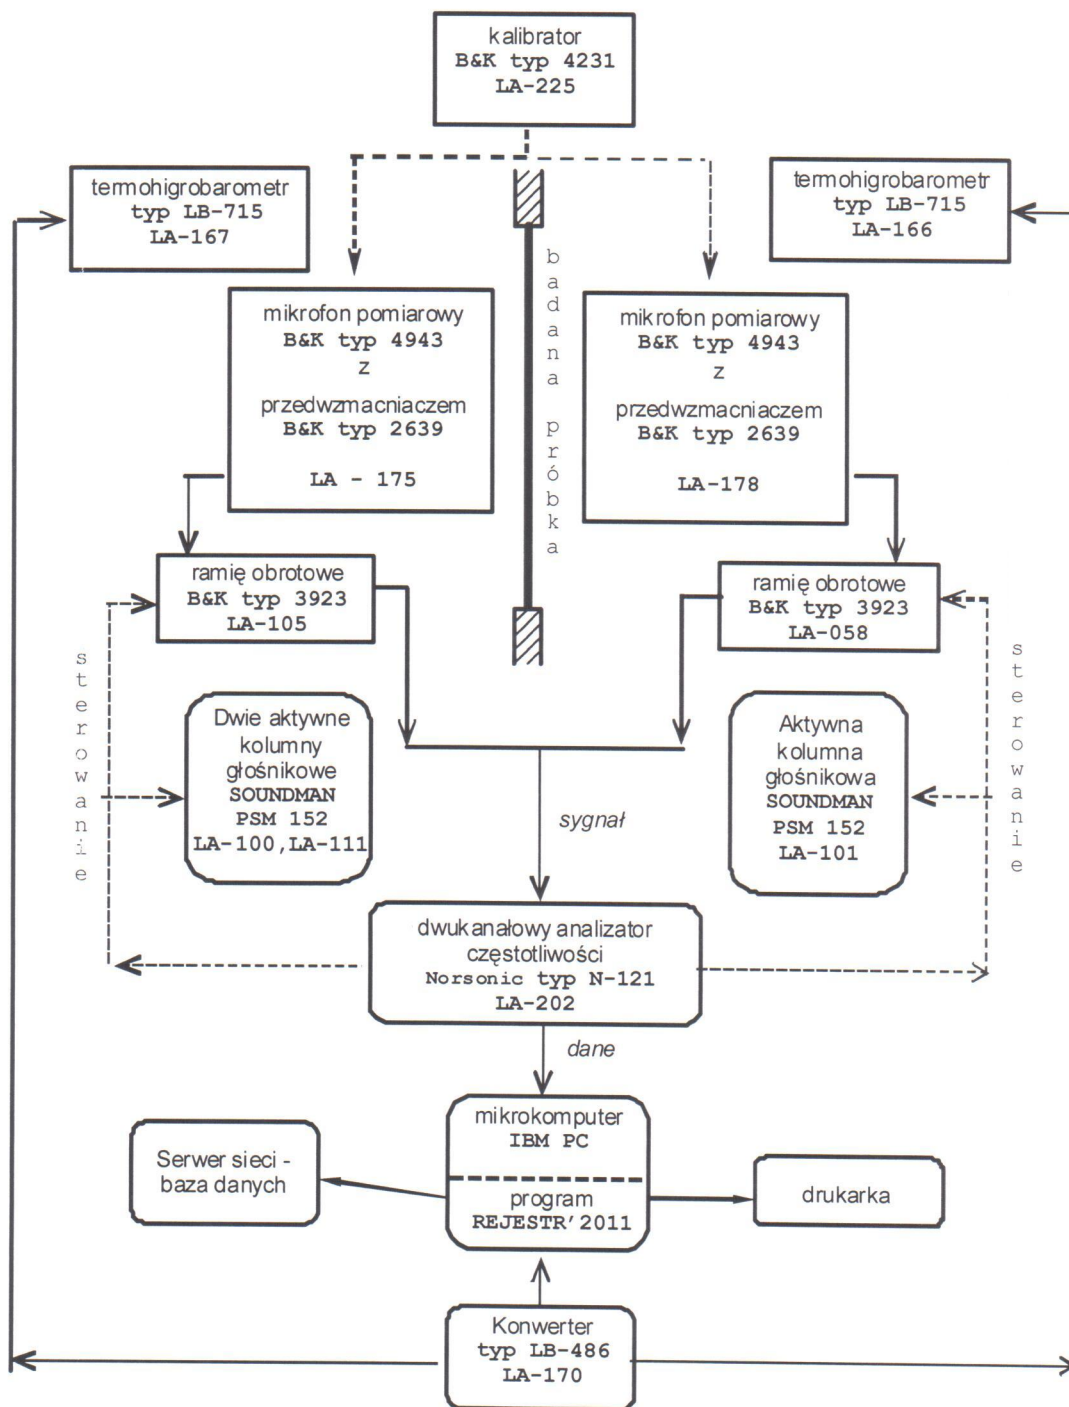 kalibrator
B&K typ 4231
LA-225
termohigrobarometr
typ LB-715
LA-167
termohigrobarometr
typ LB-715
LA-166
mikrofon pomiarowy
B&K typ 4943
z
przedwzmacniaczem
B&K typ 2639
LA - 175
badana próbka
mikrofon pomiarowy
B&K typ 4943
z
przedwzmacniaczem
B&K typ 2639
LA-178
ramię obrotowe
B&K typ 3923
LA-105
ramię obrotowe
B&K typ 3923
LA-058
sterowanie
Dwie aktywne
kolumny
głośnikowe
SOUNDMAN
PSM 152
LA-100,LA-111
sygnał
Aktywna
kolumna
głośnikowa
SOUNDMAN
PSM 152
LA-101
sterowanie
dwukanałowy analizator
częstotliwości
Norsonic typ N-121
LA-202
dane
mikrokomputer
IBM PC
program
REJESTR'2011
Serwer sieci -
baza danych
drukarka
Konwerter
typ LB-486
LA-170